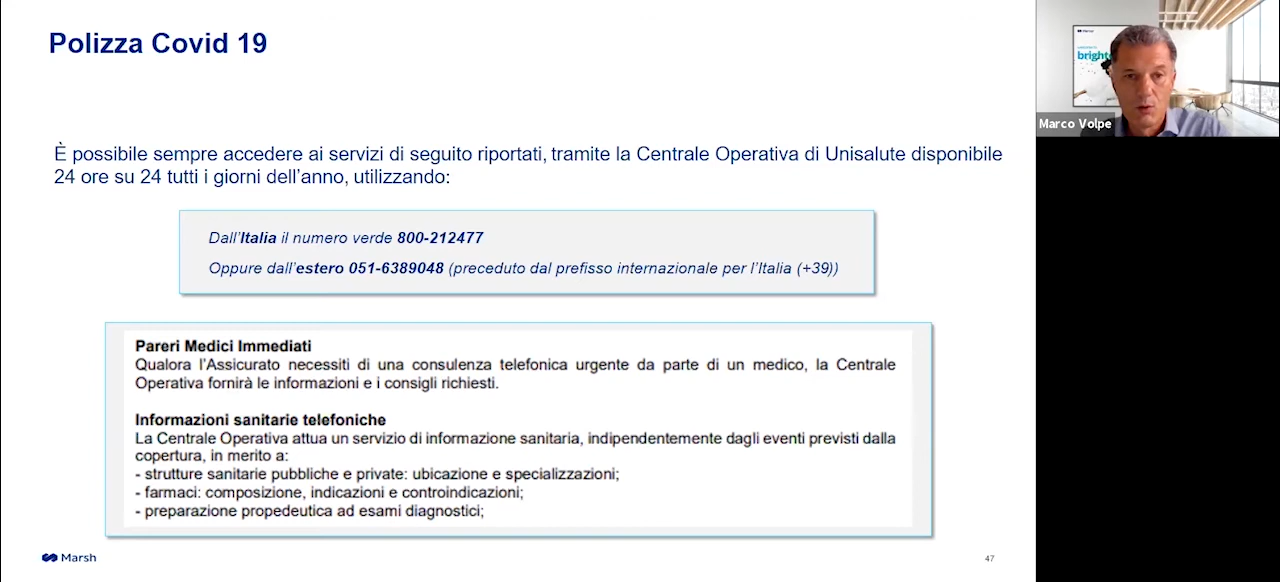 Polizza Covid 19
È possibile sempre accedere ai servizi di seguito riportati, tramite la Centrale Operativa di Unisalute disponibile
24 ore su 24 tutti i giorni dell'anno, utilizzando:
Dall'Italia il numero verde 800-212477
Oppure dall'estero 051-6389048 (preceduto dal prefisso internazionale per l'Italia (+39))
Pareri Medici Immediati
Qualora l'Assicurato necessiti di una consulenza telefonica urgente da parte di un medico, la Centrale
Operativa fornirà le informazioni e i consigli richiesti.
Informazioni sanitarie telefoniche
La Centrale Operativa attua un servizio di informazione sanitaria, indipendentemente dagli eventi previsti dalla
copertura, in merito a:
- strutture sanitarie pubbliche e private: ubicazione e specializzazioni;
- farmaci: composizione, indicazioni e controindicazioni;
- preparazione propedeutica ad esami diagnostici;
Marsh
47
bright
Marco Volpe